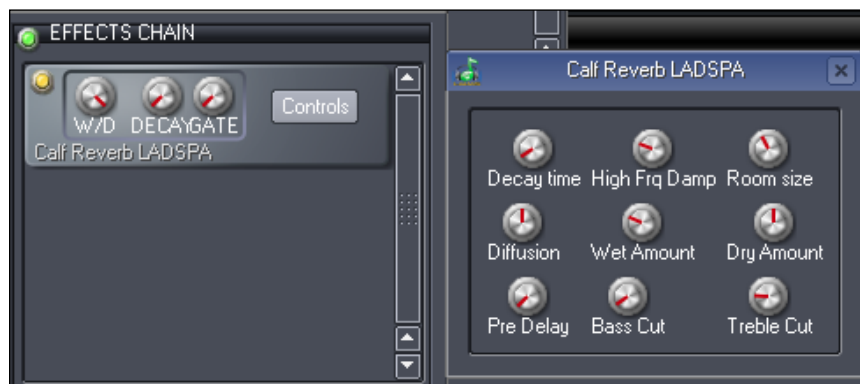 EFFECTS CHAIN
W/D DECAY GATE
Controls
Calf Reverb LADSPA
Calf Reverb LADSPA
Decay time High Frq Damp Room size
Diffusion Wet Amount Dry Amount
Pre Delay Bass Cut Treble Cut